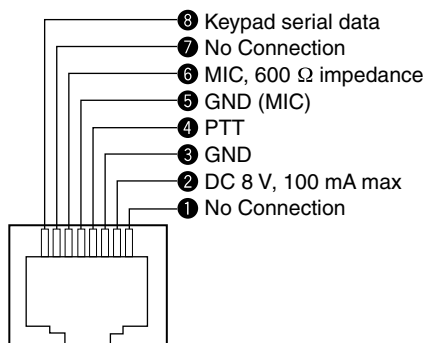 8 Keypad serial data
7 No Connection
6 MIC, 600 Ω impedance
5 GND (MIC)
4 PTT
3 GND
2 DC 8 V, 100 mA max
1 No Connection